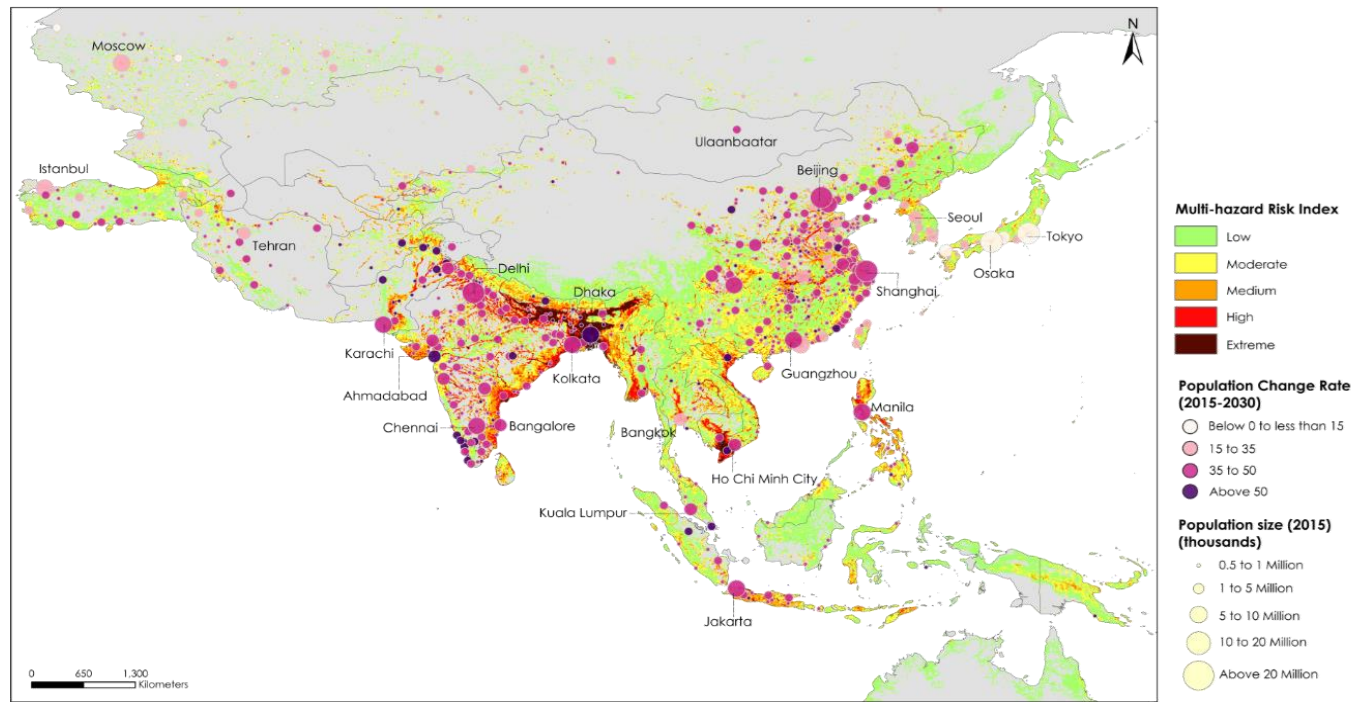 N
Moscow
Ulaanbaatar
Istanbul
Beijing
Seoul
Tokyo
Tehran
Osaka
Delhi
Dhaka
Shanghai
Karachi
Kolkata
Guangzhou
Ahmadabad
Manila
Chennai
Bangalore
Bangkok
Ho Chi Minh City
Kuala Lumpur
Jakarta
0 650 1,300
Kilometers
Multi-hazard Risk Index
Low
Moderate
Medium
High
Extreme
Population Change Rate
(2015-2030)
Below 0 to less than 15
15 to 35
35 to 50
Above 50
Population size (2015)
(thousands)
0.5 to 1 Million
1 to 5 Million
5 to 10 Million
10 to 20 Million
Above 20 Million